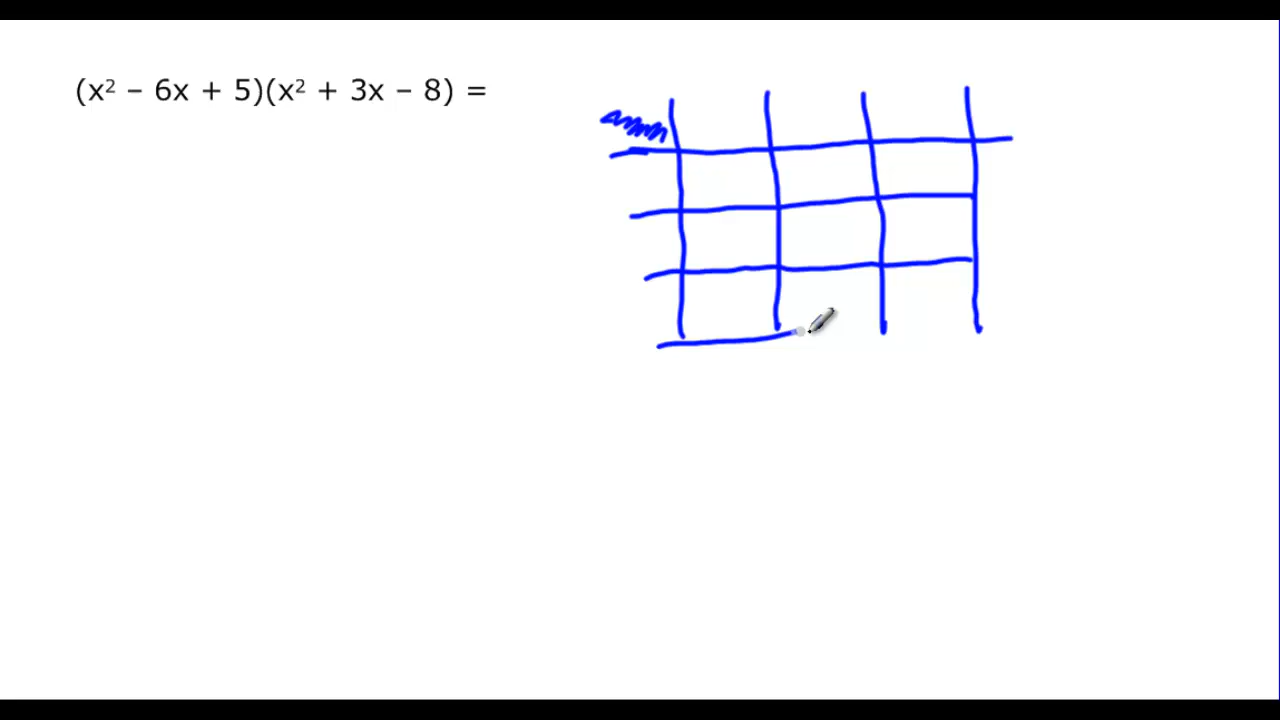 (x² – 6x + 5)(x² + 3x – 8) =